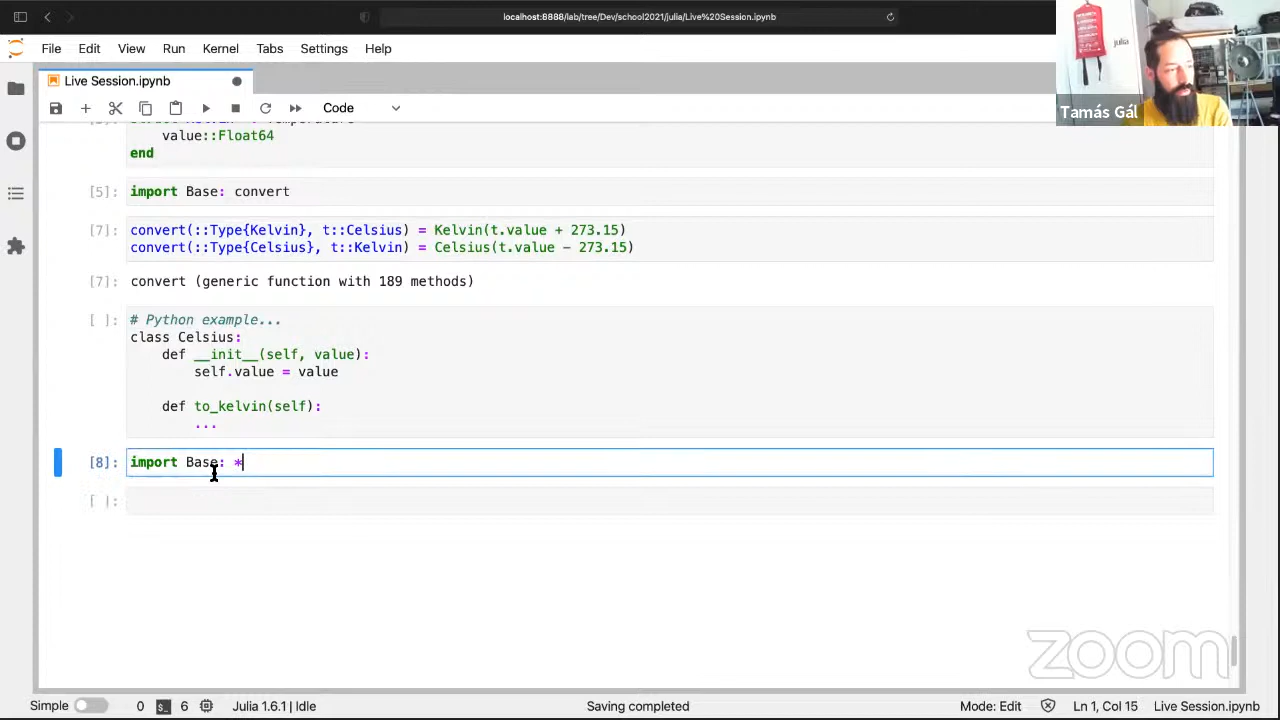 localhost:8888/lab/tree/Dev/school2021/julia/Live%20Session.ipynb
File Edit View Run Kernel Tabs Settings Help
Live Session.ipynb
Code
value::Float64
end
[5]: import Base: convert
[7]: convert(::Type{Kelvin}, t::Celsius) = Kelvin(t.value + 273.15)
convert(::Type{Celsius}, t::Kelvin) = Celsius(t.value − 273.15)
[7]: convert (generic function with 189 methods)
[ ]: # Python example...
class Celsius:
def __init__(self, value):
self.value = value
def to_kelvin(self):
...
[8]: import Base: *
[ ]:
Simple 0 6 Julia 1.6.1 | Idle Saving completed Mode: Edit Ln 1, Col 15 Live Session.ipynb
julia
Tamás Gál
zoom